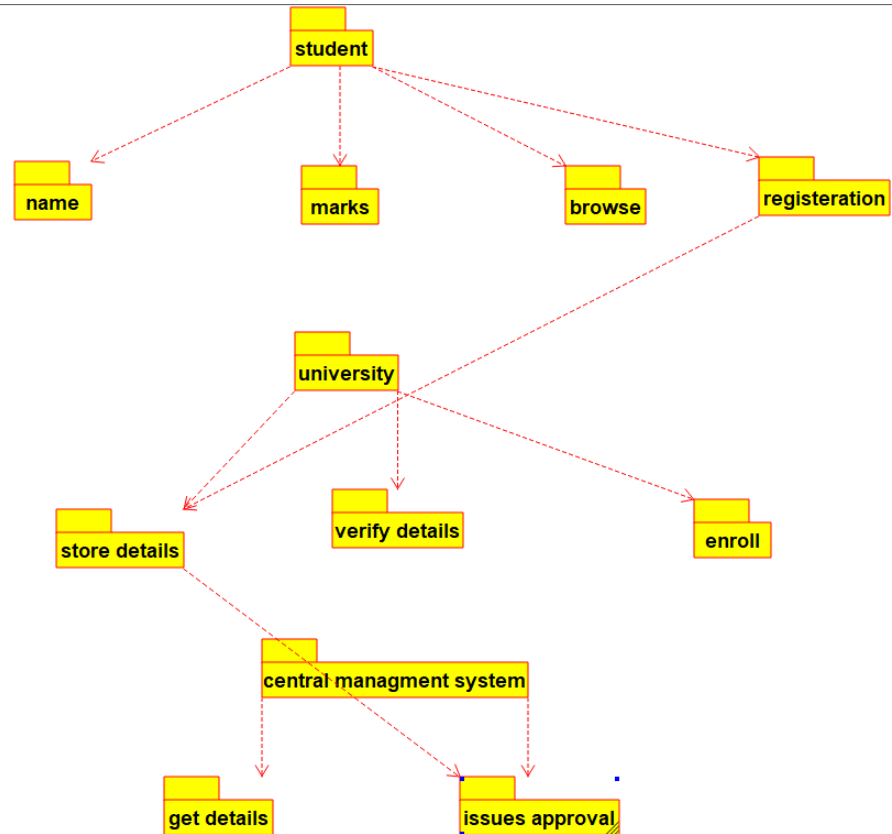 student
name
marks
browse
registeration
university
store details
verify details
enroll
central managment system
get details
issues approval